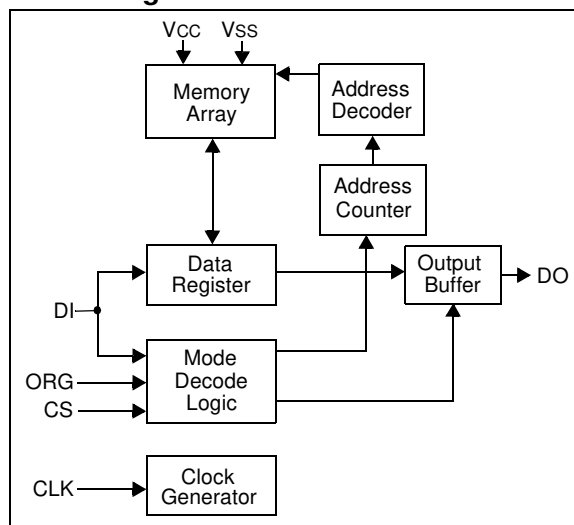 VCC VSS
Memory
Array
Address
Decoder
Address
Counter
Data
Register
Output
Buffer
DO
DI
Mode
Decode
Logic
ORG
CS
CLK
Clock
Generator